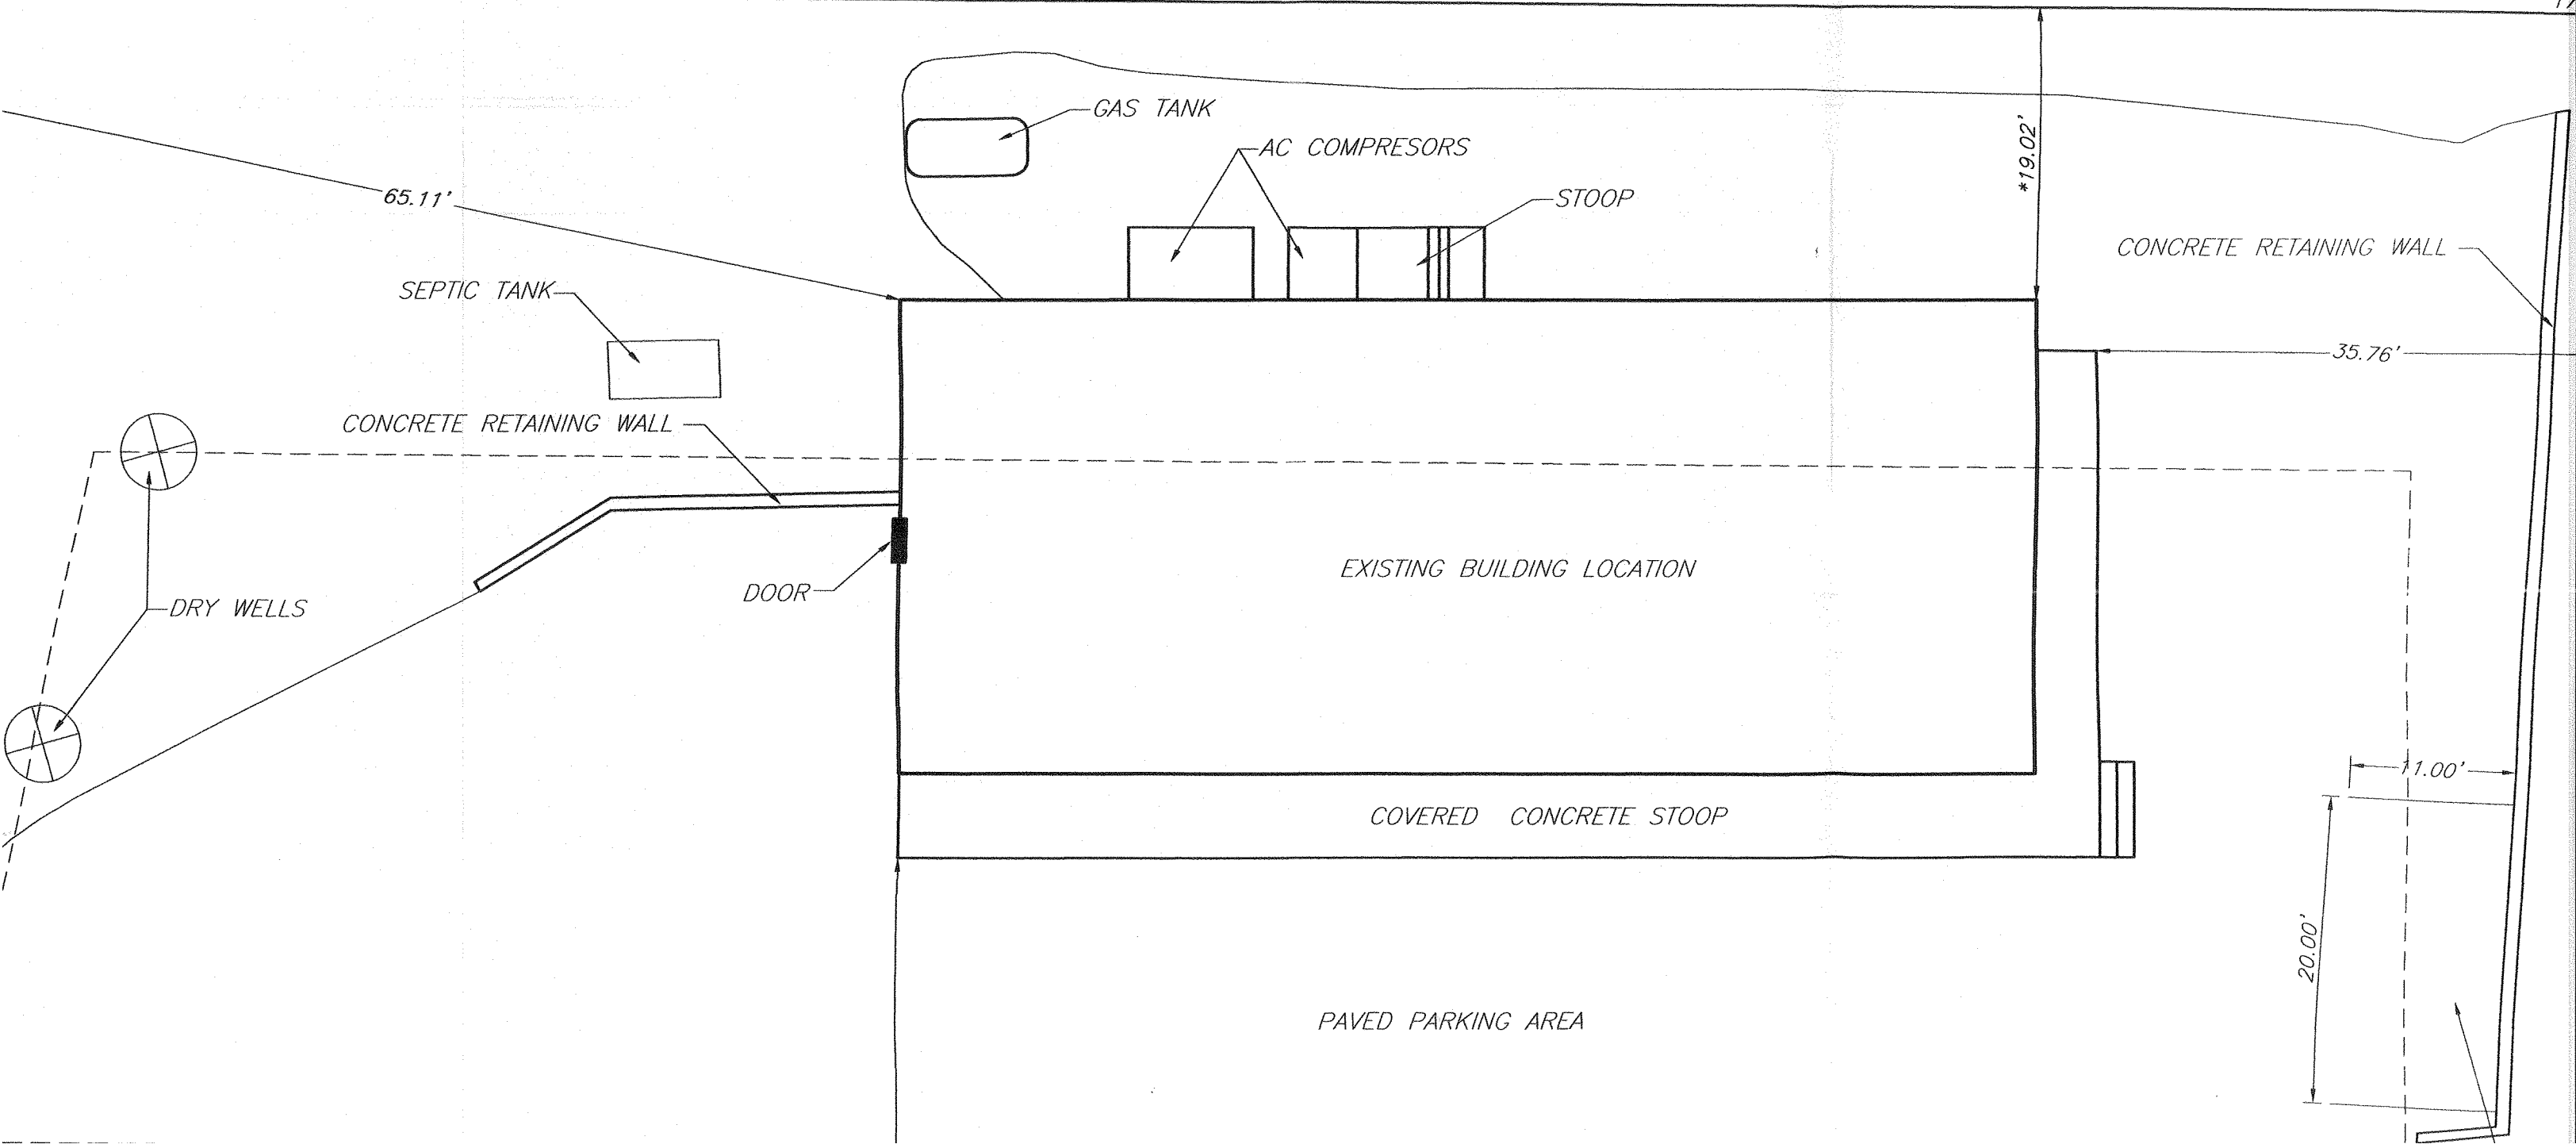 GAS TANK
AC COMPRESORS
*19.02'
65.11'
STOOP
CONCRETE RETAINING WALL
SEPTIC TANK
35.76'
CONCRETE RETAINING WALL
EXISTING BUILDING LOCATION
DOOR
DRY WELLS
11.00'
COVERED CONCRETE STOOP
20.00'
PAVED PARKING AREA